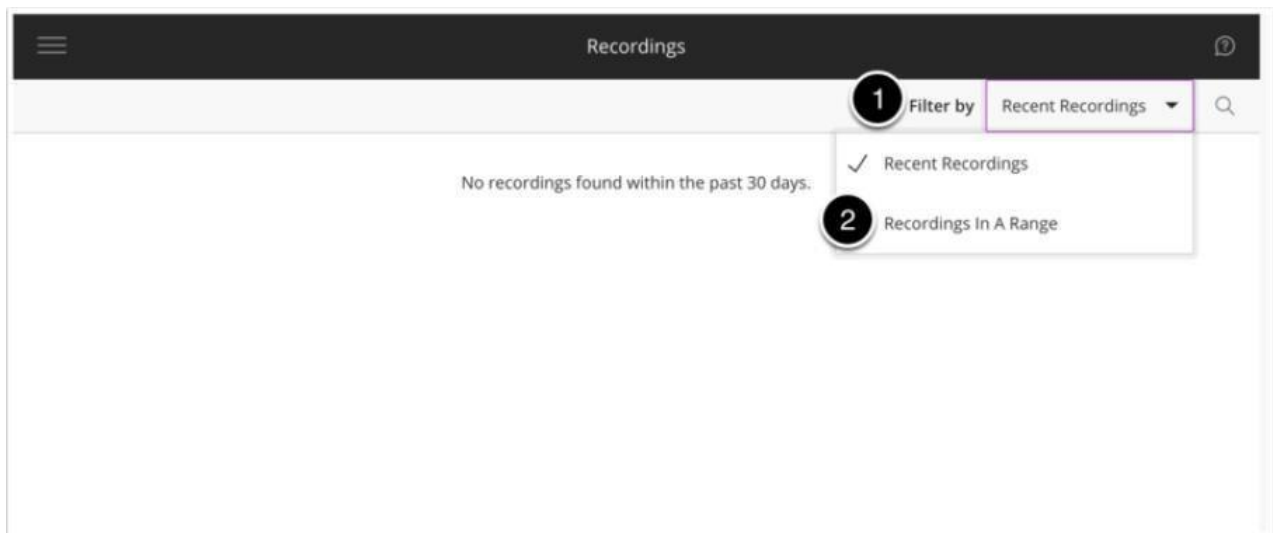 Recordings
1 Filter by Recent Recordings
Recent Recordings
No recordings found within the past 30 days.
2 Recordings In A Range